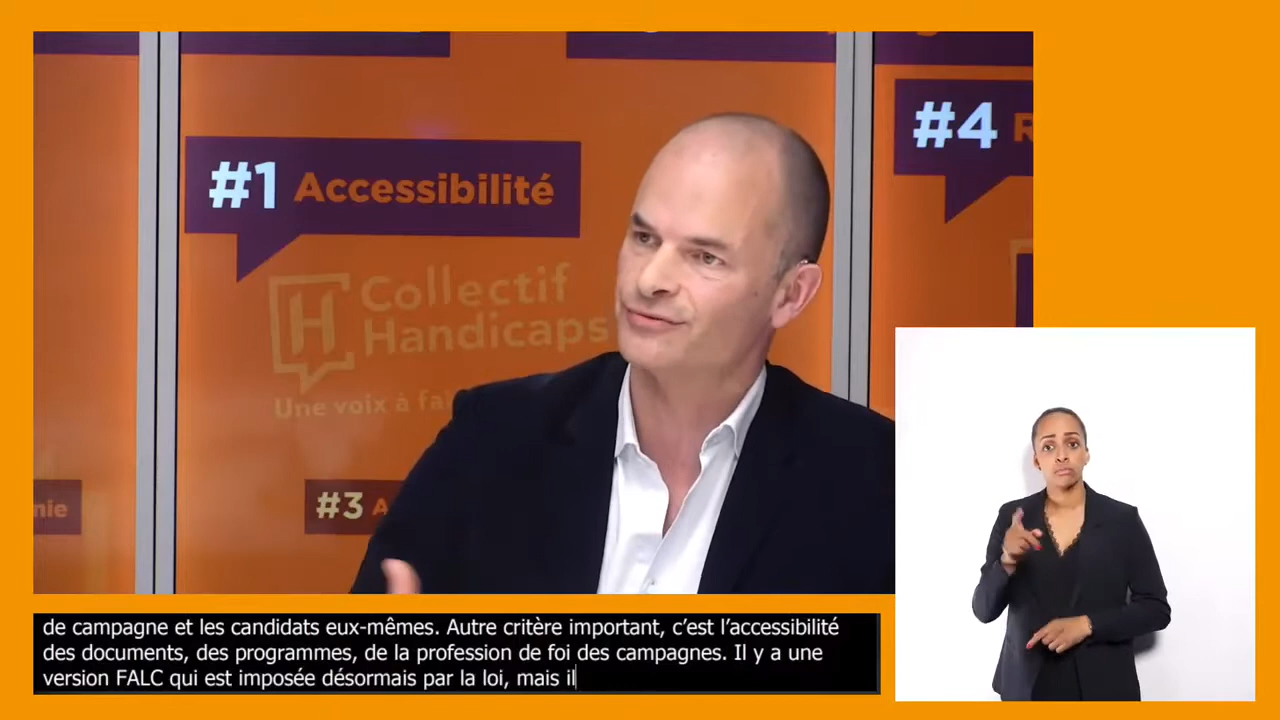 #1 Accessibilité
#4
Collectif
Handicaps
Une voix à
#3
de campagne et les candidats eux-mêmes. Autre critère important, c’est l’accessibilité
des documents, des programmes, de la profession de foi des campagnes. Il y a une
version FALC qui est imposée désormais par la loi, mais il